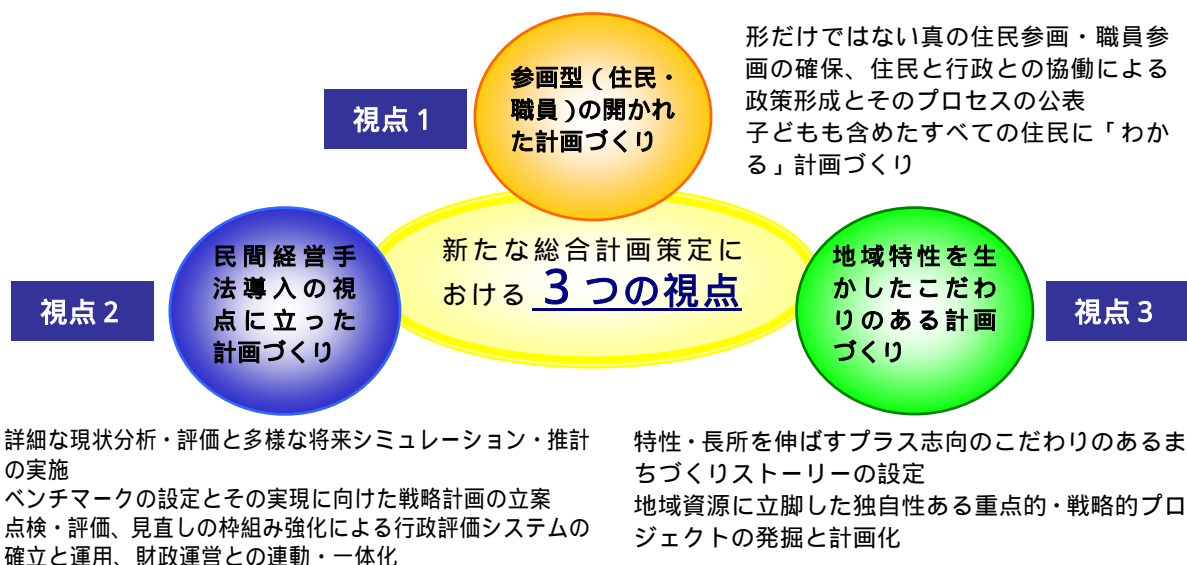 視点１
参画型（住民・
職員）の開かれ
た計画づくり
形だけではない真の住民参画・職員参
画の確保、住民と行政との協働による
政策形成とそのプロセスの公表
子どもも含めたすべての住民に「わか
る」計画づくり
新たな総合計画策定に
おける ３つの視点
視点２
民間経営手
法導入の視
点に立った
計画づくり
詳細な現状分析・評価と多様な将来シミュレーション・推計
の実施
ベンチマークの設定とその実現に向けた戦略計画の立案
点検・評価、見直しの枠組み強化による行政評価システムの
確立と運用、財政運営との連動・一体化
地域特性を生
かしたこだわ
りのある計画
づくり
視点３
特性・長所を伸ばすプラス志向のこだわりのあるま
ちづくりストーリーの設定
地域資源に立脚した独自性ある重点的・戦略的プロ
ジェクトの発掘と計画化